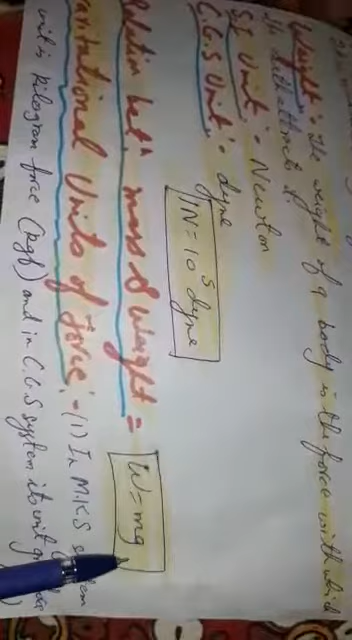 Weight:- The weight of a body is the force with which
S.I. Unit:- Newton
C.G.S Unit:- dyne
1N = 10⁵ dyne
Relation betⁿ mass & Weight =
W = mg
Gravitational Units of force:- (1) In M.K.S system
unit is kilogram force (kgf) and in C.G.S system its unit